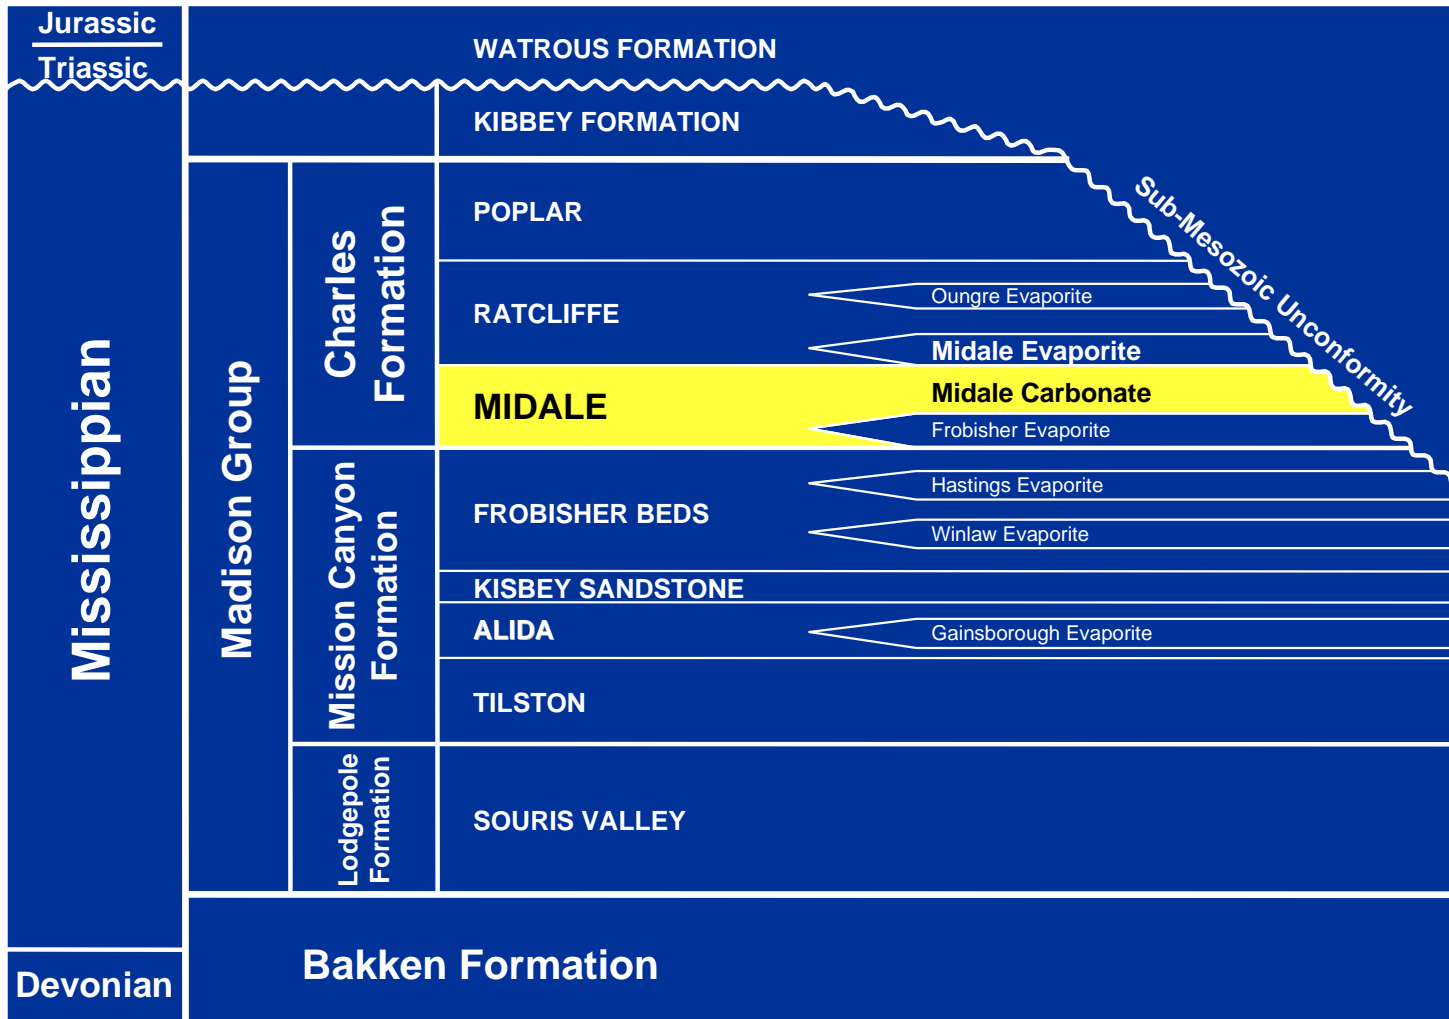 Jurassic
Triassic
WATROUS FORMATION
KIBBEY FORMATION
Mississippian
Madison Group
Charles
Formation
POPLAR
RATCLIFFE
Oungre Evaporite
Midale Evaporite
Sub-Mesozoic Unconformity
MIDALE
Midale Carbonate
Frobisher Evaporite
Mission Canyon
Formation
FROBISHER BEDS
Hastings Evaporite
Winlaw Evaporite
KISBEY SANDSTONE
ALIDA
Gainsborough Evaporite
TILSTON
Lodgepole
Formation
SOURIS VALLEY
Devonian
Bakken Formation